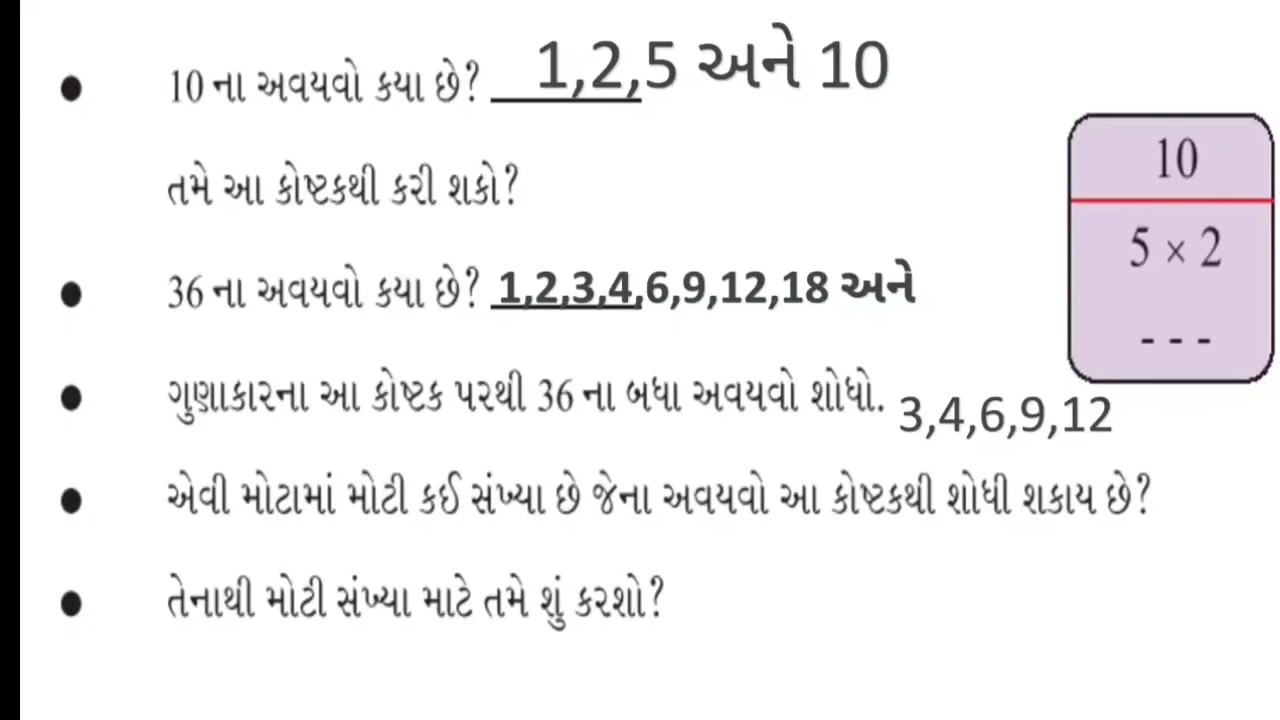 ● 10 ના અવયવો કયા છે? 1,2,5 અને 10
તમે આ કોષ્ટકથી કરી શકો?
10
5 × 2
- - -
● 36 ના અવયવો કયા છે? 1,2,3,4,6,9,12,18 અને
● ગુણાકારના આ કોષ્ટક પરથી 36 ના બધા અવયવો શોધો. 3,4,6,9,12
● એવી મોટામાં મોટી કઈ સંખ્યા છે જેના અવયવો આ કોષ્ટકથી શોધી શકાય છે?
● તેનાથી મોટી સંખ્યા માટે તમે શું કરશો?